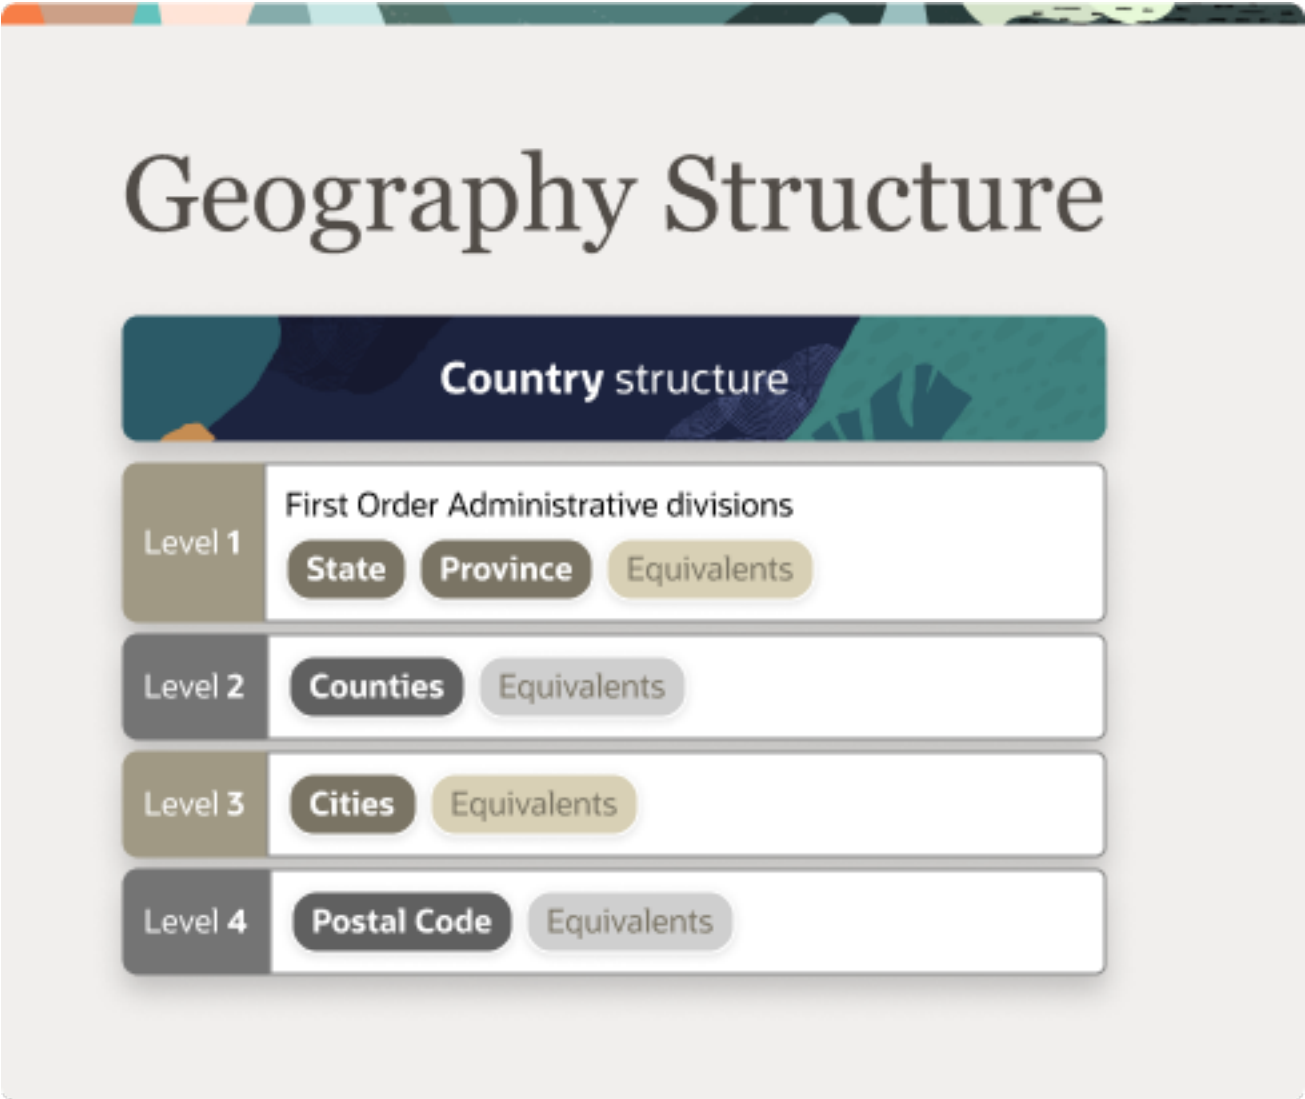 Geography Structure
Country structure
Level 1
First Order Administrative divisions
State Province Equivalents
Level 2
Counties Equivalents
Level 3
Cities Equivalents
Level 4
Postal Code Equivalents